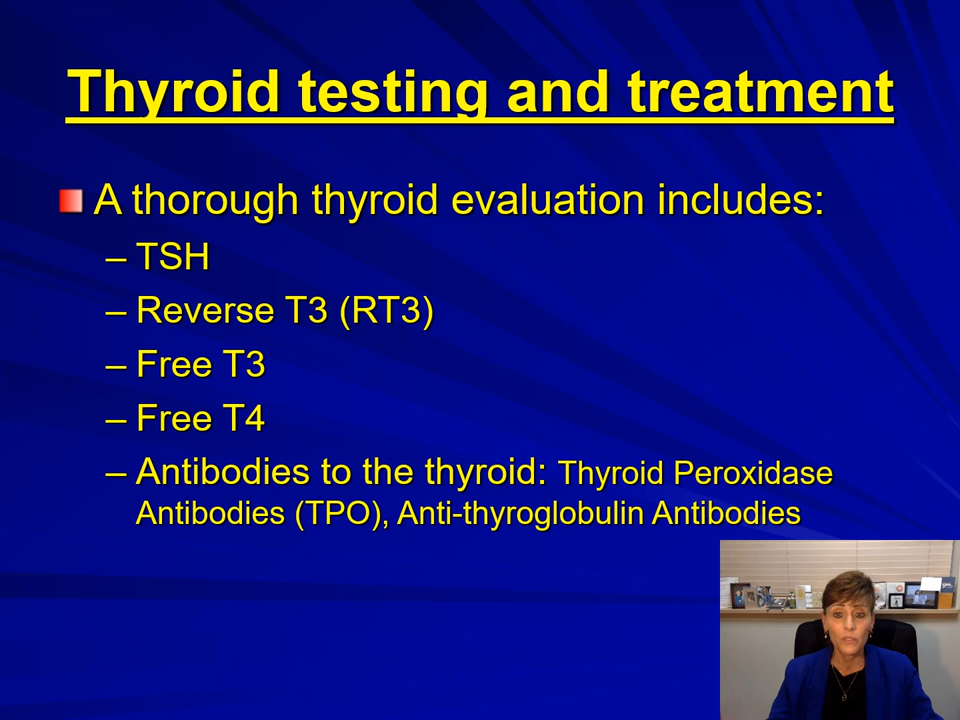 Thyroid testing and treatment
A thorough thyroid evaluation includes:
– TSH
– Reverse T3 (RT3)
– Free T3
– Free T4
– Antibodies to the thyroid: Thyroid Peroxidase
Antibodies (TPO), Anti-thyroglobulin Antibodies